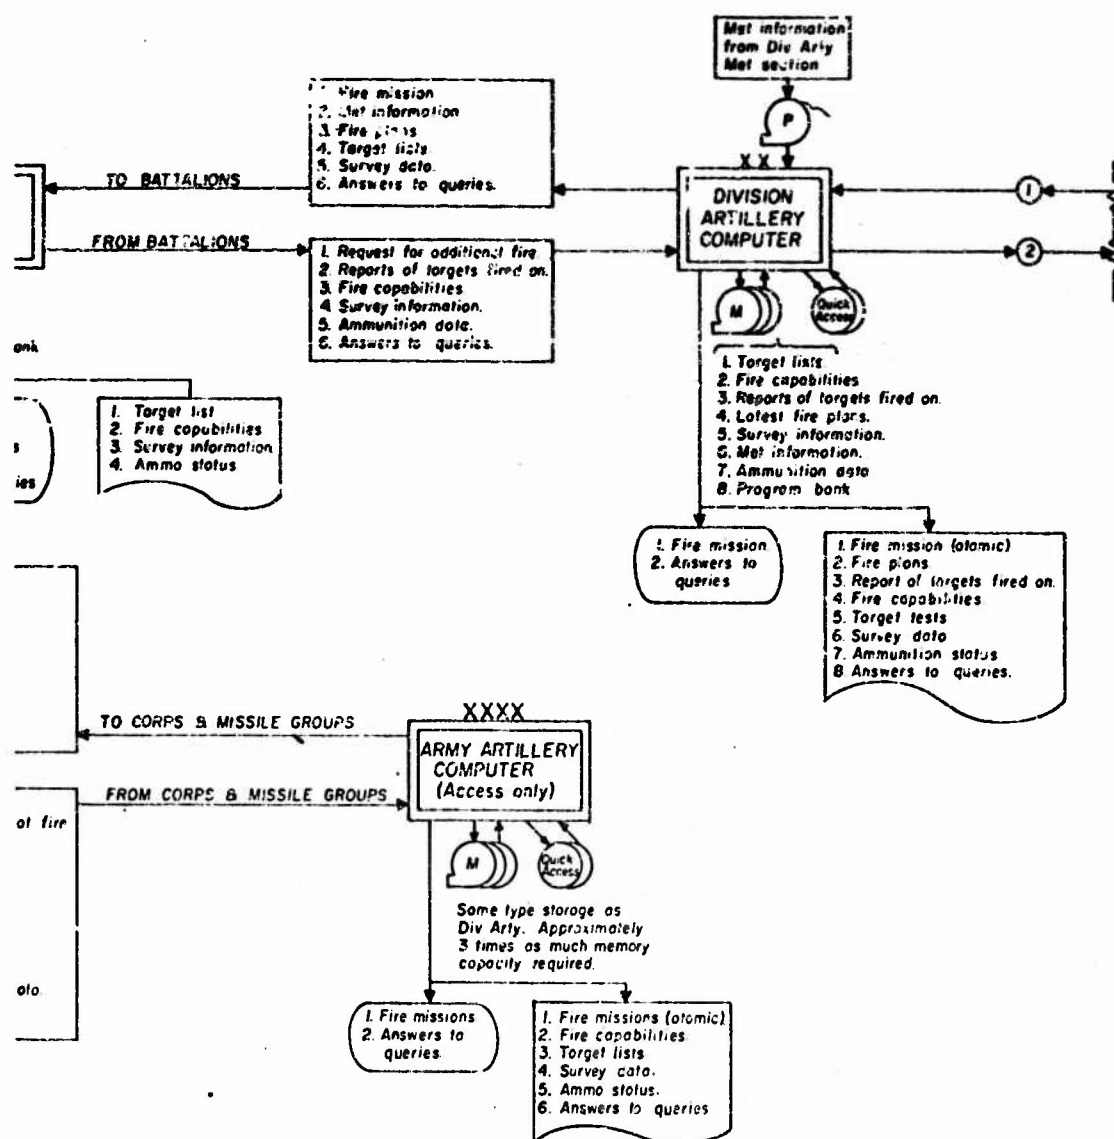 Met information
from Div Arty
Met section
P
1. Fire mission
2. Met information
3. Fire plans
4. Target lists
5. Survey data.
6. Answers to queries.
TO BATTALIONS
XX
DIVISION
ARTILLERY
COMPUTER
1
2
FROM BATTALIONS
1. Request for additional fire.
2. Reports of targets fired on.
3. Fire capabilities
4. Survey information.
5. Ammunition data.
6. Answers to queries.
M
Quick
Access
1. Target lists
2. Fire capabilities
3. Reports of targets fired on.
4. Latest fire plans.
5. Survey information.
6. Met information.
7. Ammunition data
8. Program bank
ank
s
ies
1. Target list
2. Fire capabilities
3. Survey information
4. Ammo status
1. Fire mission
2. Answers to
queries
1. Fire mission (atomic)
2. Fire plans
3. Report of targets fired on.
4. Fire capabilities
5. Target tests
6. Survey data
7. Ammunition status
8 Answers to queries.
TO CORPS & MISSILE GROUPS
XXXX
ARMY ARTILLERY
COMPUTER
(Access only)
FROM CORPS & MISSILE GROUPS
of fire
ata.
M
Quick
Access
Same type storage as
Div Arty. Approximately
3 times as much memory
capacity required.
1. Fire missions
2. Answers to
queries
1. Fire missions (atomic)
2. Fire capabilities
3. Target lists
4. Survey data.
5. Ammo status.
6. Answers to queries